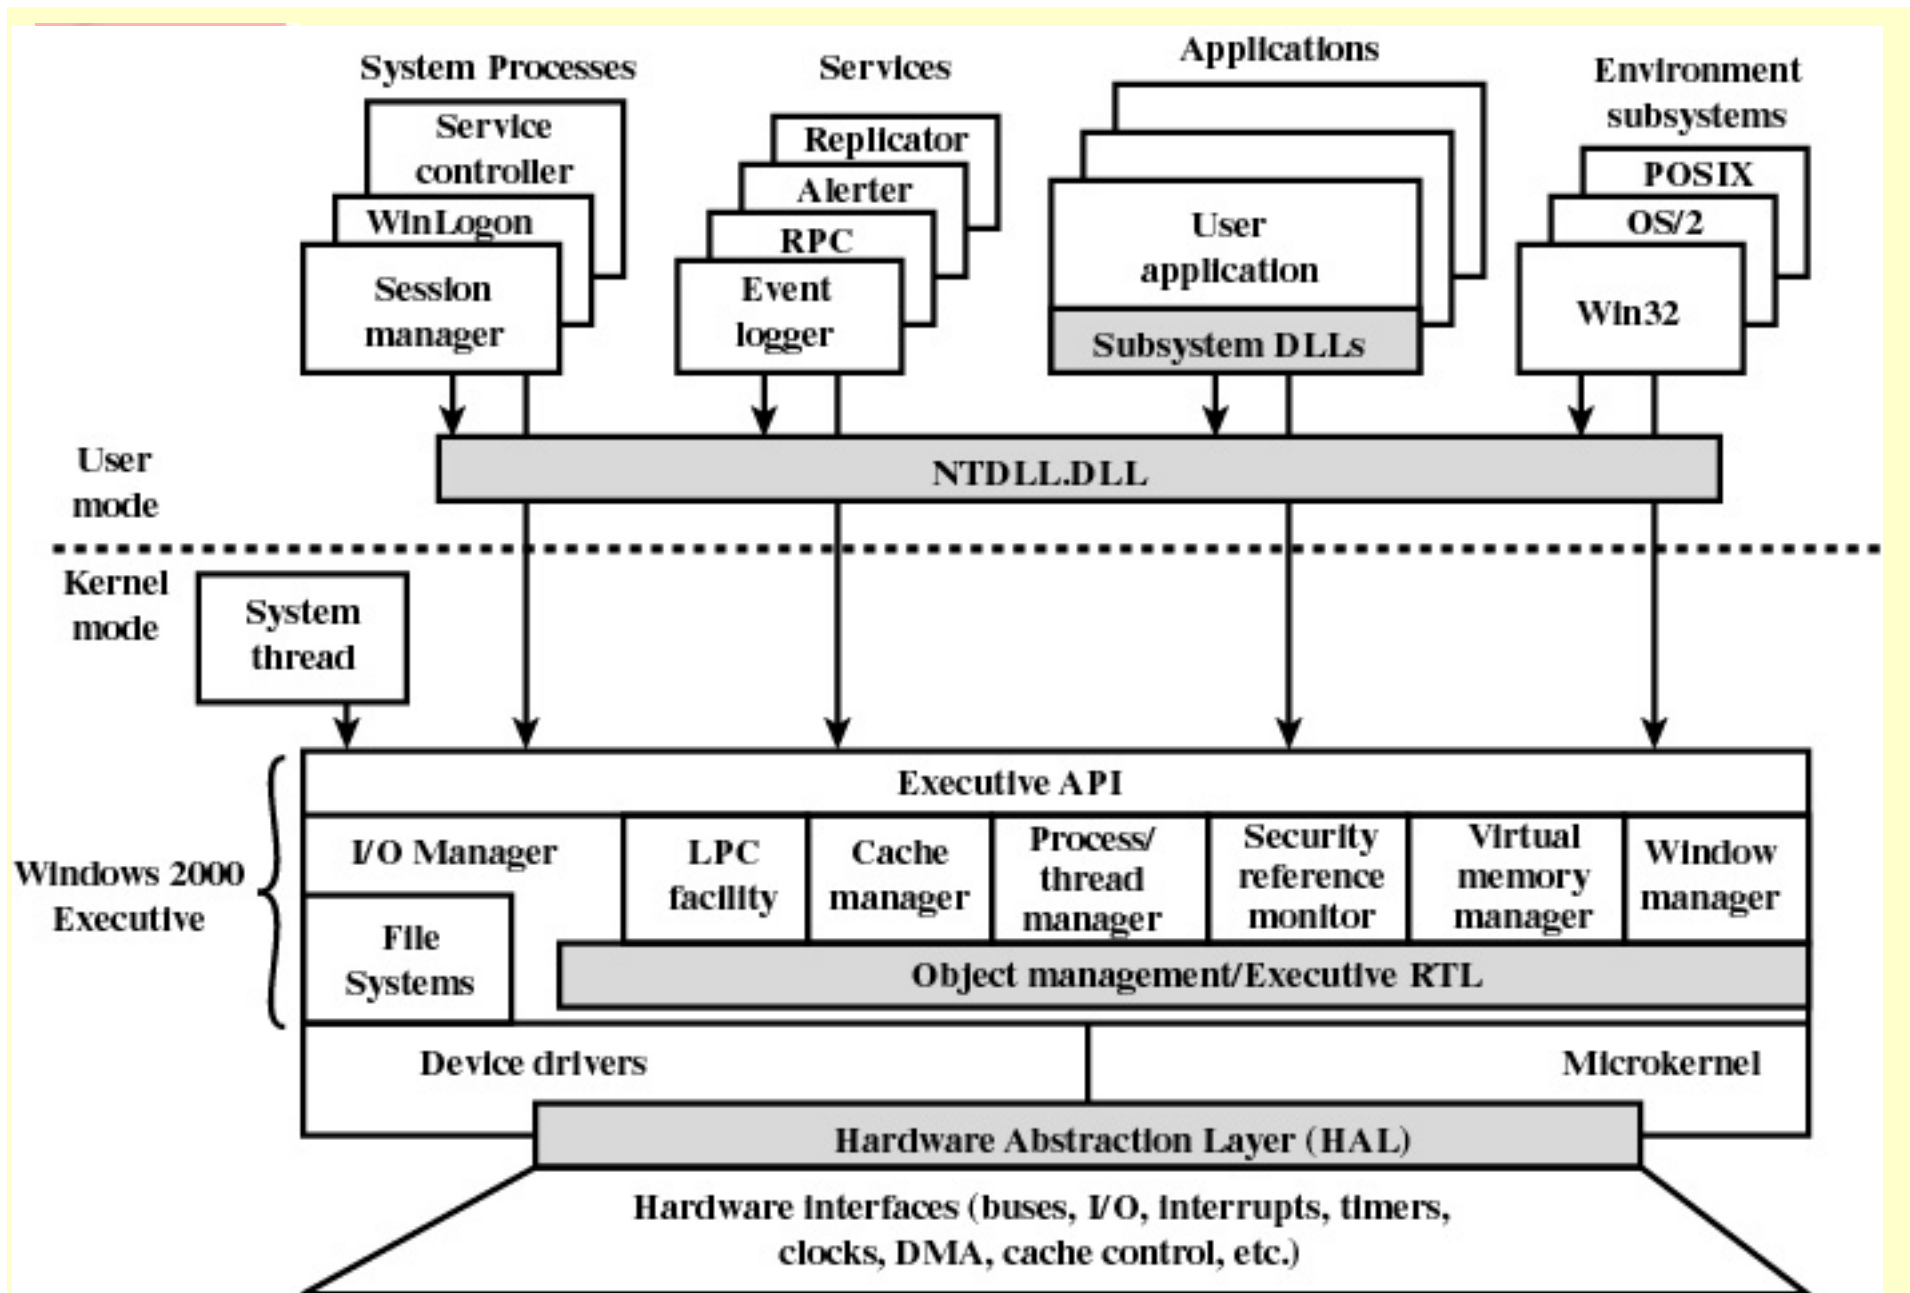 System Processes
Services
Applications
Environment
subsystems
Service
controller
WinLogon
Session
manager
Replicator
Alerter
RPC
Event
logger
User
application
Subsystem DLLs
POSIX
OS/2
Win32
User
mode
NTDLL.DLL
Kernel
mode
System
thread
Windows 2000
Executive
Executive API
I/O Manager
File
Systems
LPC
facility
Cache
manager
Process/
thread
manager
Security
reference
monitor
Virtual
memory
manager
Window
manager
Object management/Executive RTL
Device drivers
Microkernel
Hardware Abstraction Layer (HAL)
Hardware interfaces (buses, I/O, interrupts, timers,
clocks, DMA, cache control, etc.)